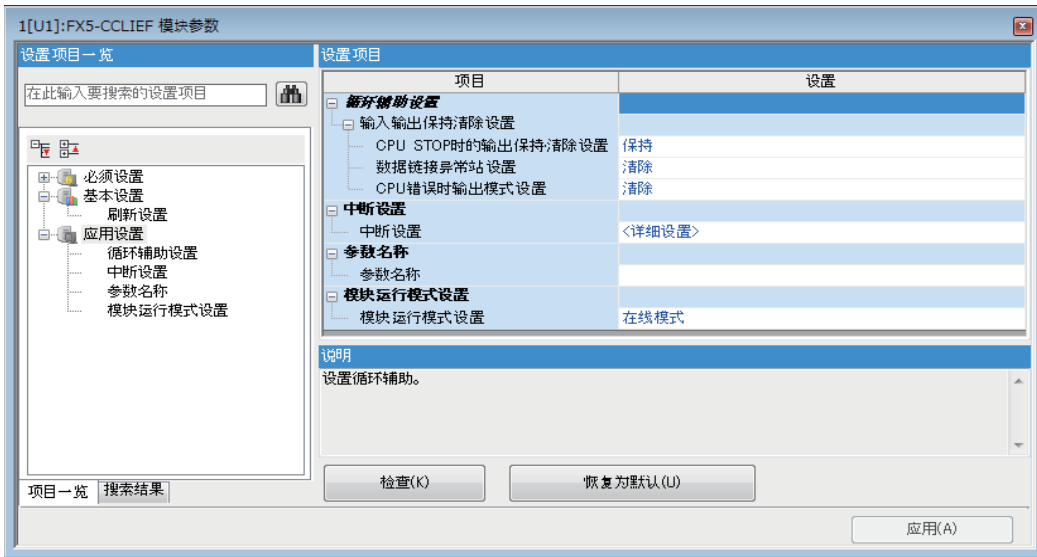 1[U1]:FX5-CCLIEF 模块参数
设置项目一览
在此输入要搜索的设置项目
必须设置
基本设置
刷新设置
应用设置
循环辅助设置
中断设置
参数名称
模块运行模式设置
项目一览 搜索结果
设置项目
项目 设置
循环辅助设置
输入输出保持清除设置
CPU STOP时的输出保持清除设置 保持
数据链接异常站设置 清除
CPU错误时输出模式设置 清除
中断设置
中断设置 <详细设置>
参数名称
参数名称
模块运行模式设置
模块运行模式设置 在线模式
说明
设置循环辅助。
检查(K) 恢复为默认(U)
应用(A)